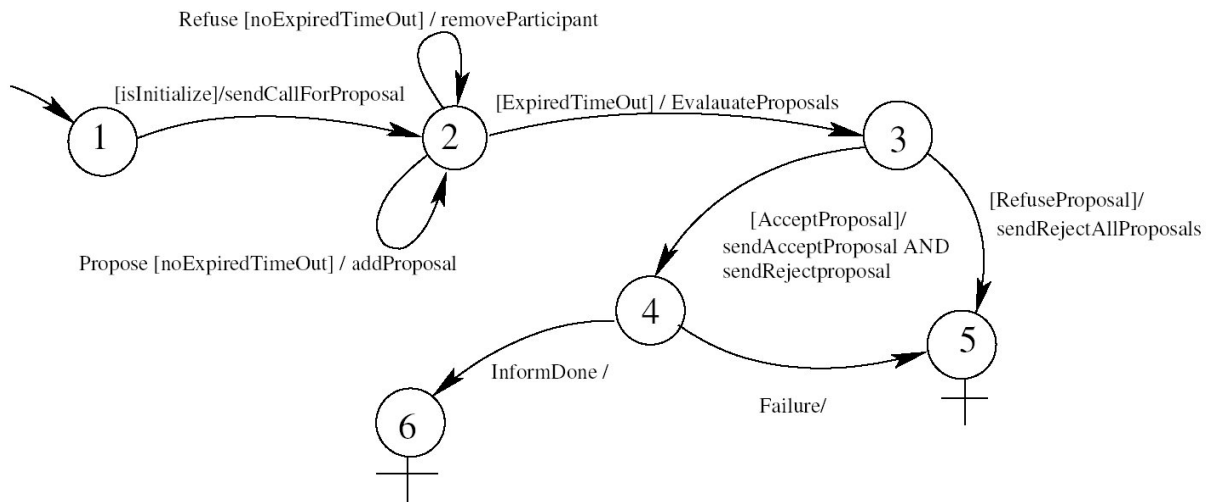 Refuse [noExpiredTimeOut] / removeParticipant
[isInitialize]/sendCallForProposal
[ExpiredTimeOut] / EvalauateProposals
1
2
3
[RefuseProposal]/
sendRejectAllProposals
[AcceptProposal]/
sendAcceptProposal AND
sendRejectproposal
Propose [noExpiredTimeOut] / addProposal
4
5
InformDone /
Failure/
6